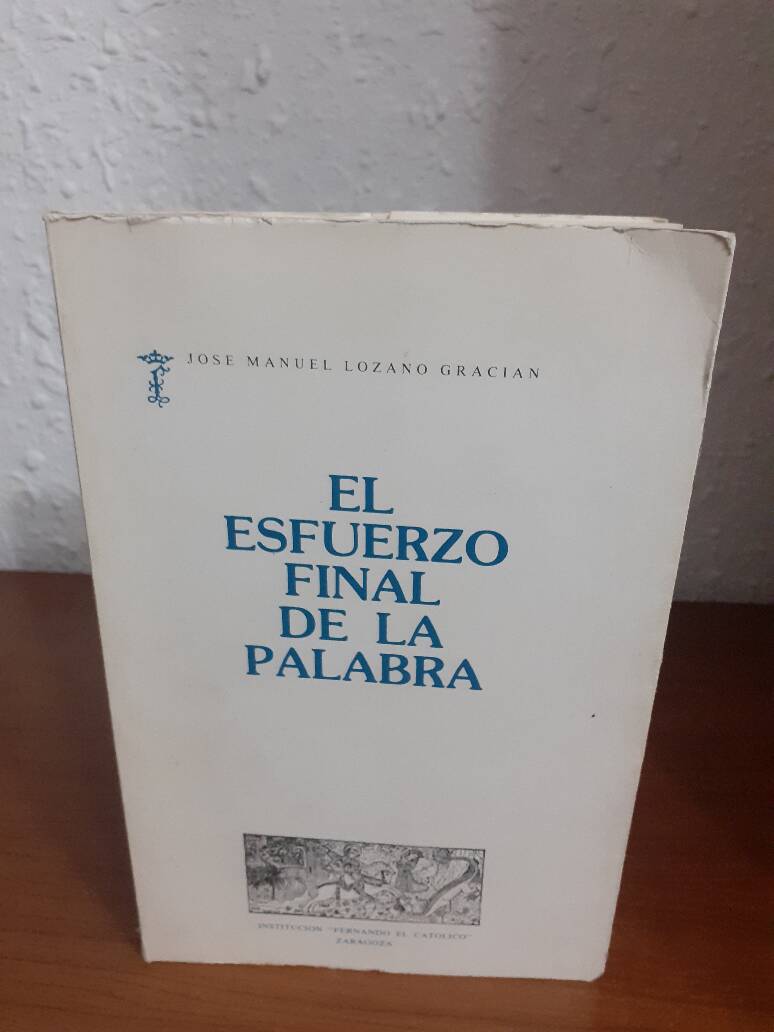 JOSE MANUEL LOZANO GRACIAN
EL
ESFUERZO
FINAL
DE LA
PALABRA
INSTITUCION "FERNANDO EL CATOLICO"
ZARAGOZA